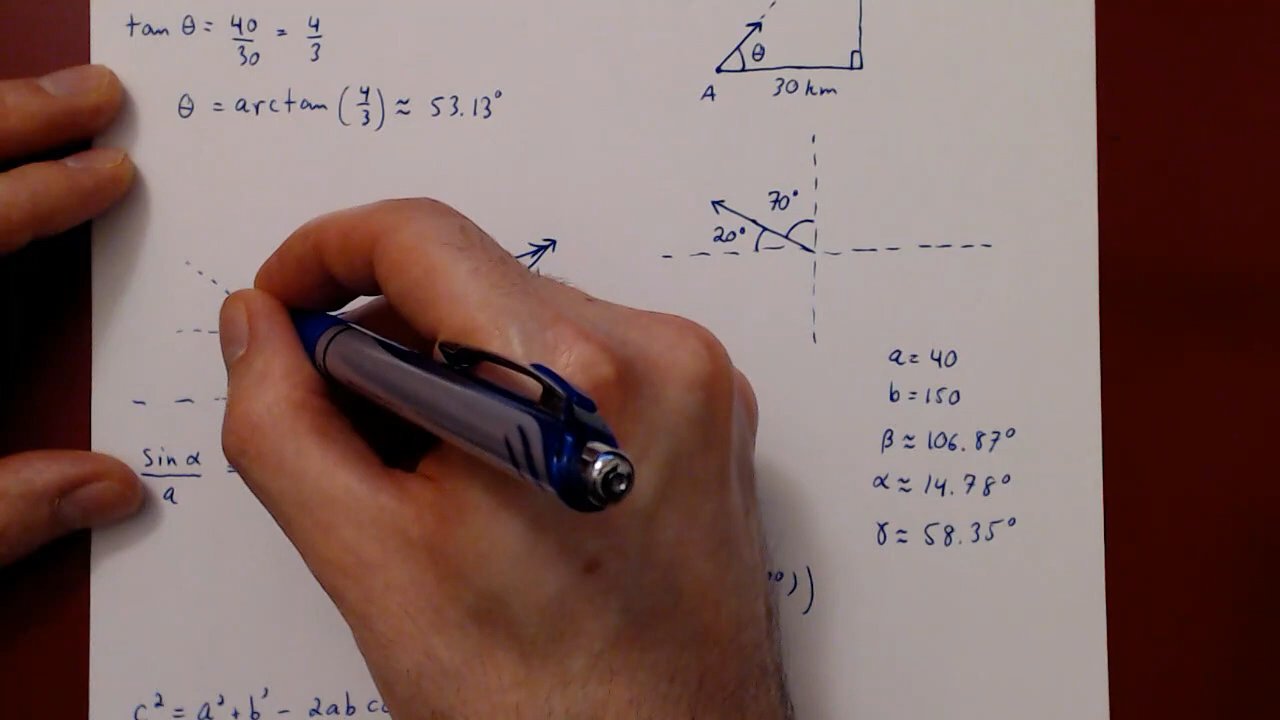 tan θ = 40/30 = 4/3
θ = arctan (4/3) ≈ 53.13°
θ
A
30 km
70°
20°
a = 40
b = 150
β ≈ 106.87°
α ≈ 14.78°
γ ≈ 58.35°
sin α / a =
))
c² = a² + b² - 2ab